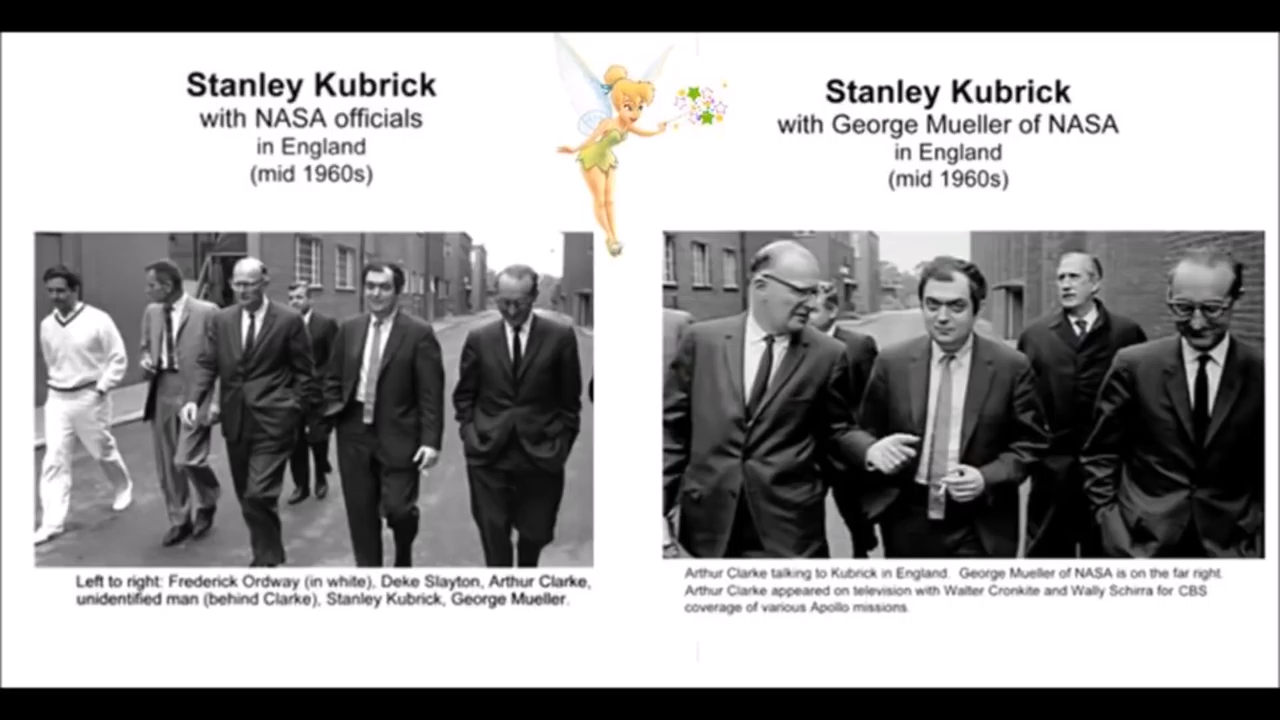 Stanley Kubrick
with NASA officials
in England
(mid 1960s)
Left to right: Frederick Ordway (in white), Deke Slayton, Arthur Clarke,
unidentified man (behind Clarke), Stanley Kubrick, George Mueller.
Stanley Kubrick
with George Mueller of NASA
in England
(mid 1960s)
Arthur Clarke talking to Kubrick in England. George Mueller of NASA is on the far right.
Arthur Clarke appeared on television with Walter Cronkite and Wally Schirra for CBS
coverage of various Apollo missions.